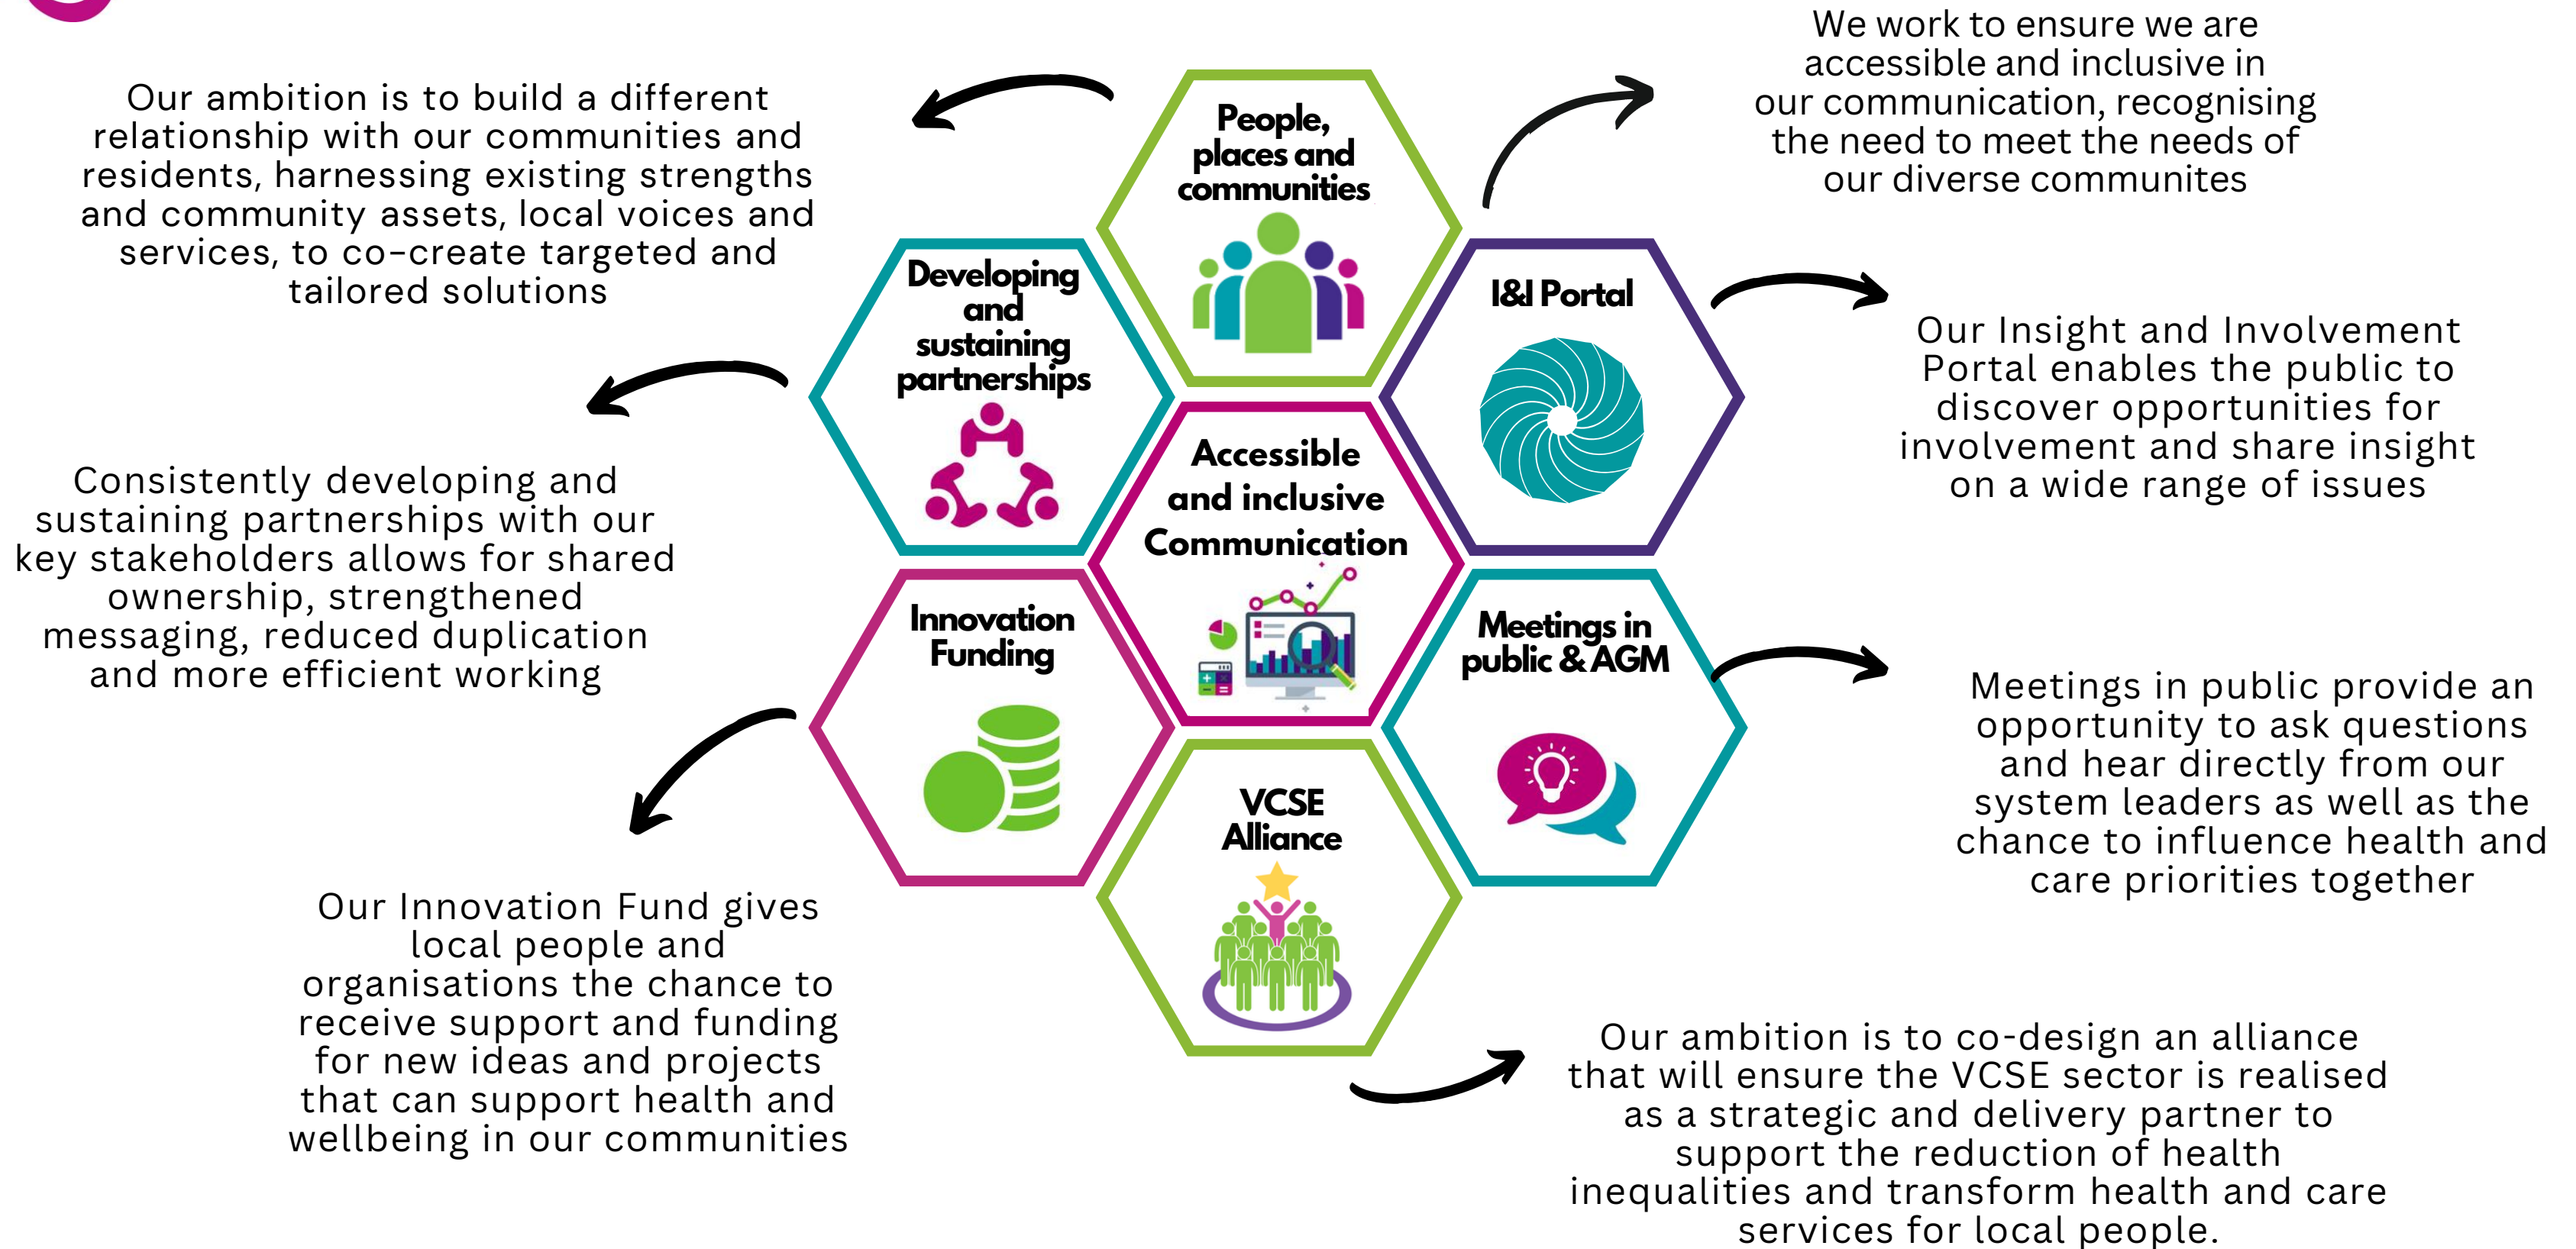 Our ambition is to build a different
relationship with our communities and
residents, harnessing existing strengths
and community assets, local voices and
services, to co-create targeted and
tailored solutions
Consistently developing and
sustaining partnerships with our
key stakeholders allows for shared
ownership, strengthened
messaging, reduced duplication
and more efficient working
Our Innovation Fund gives
local people and
organisations the chance to
receive support and funding
for new ideas and projects
that can support health and
wellbeing in our communities
People,
places and
communities
Developing
and
sustaining
partnerships
I&I Portal
Accessible
and inclusive
Communication
Innovation
Funding
Meetings in
public & AGM
VCSE
Alliance
We work to ensure we are
accessible and inclusive in
our communication, recognising
the need to meet the needs of
our diverse communites
Our Insight and Involvement
Portal enables the public to
discover opportunities for
involvement and share insight
on a wide range of issues
Meetings in public provide an
opportunity to ask questions
and hear directly from our
system leaders as well as the
chance to influence health and
care priorities together
Our ambition is to co-design an alliance
that will ensure the VCSE sector is realised
as a strategic and delivery partner to
support the reduction of health
inequalities and transform health and care
services for local people.